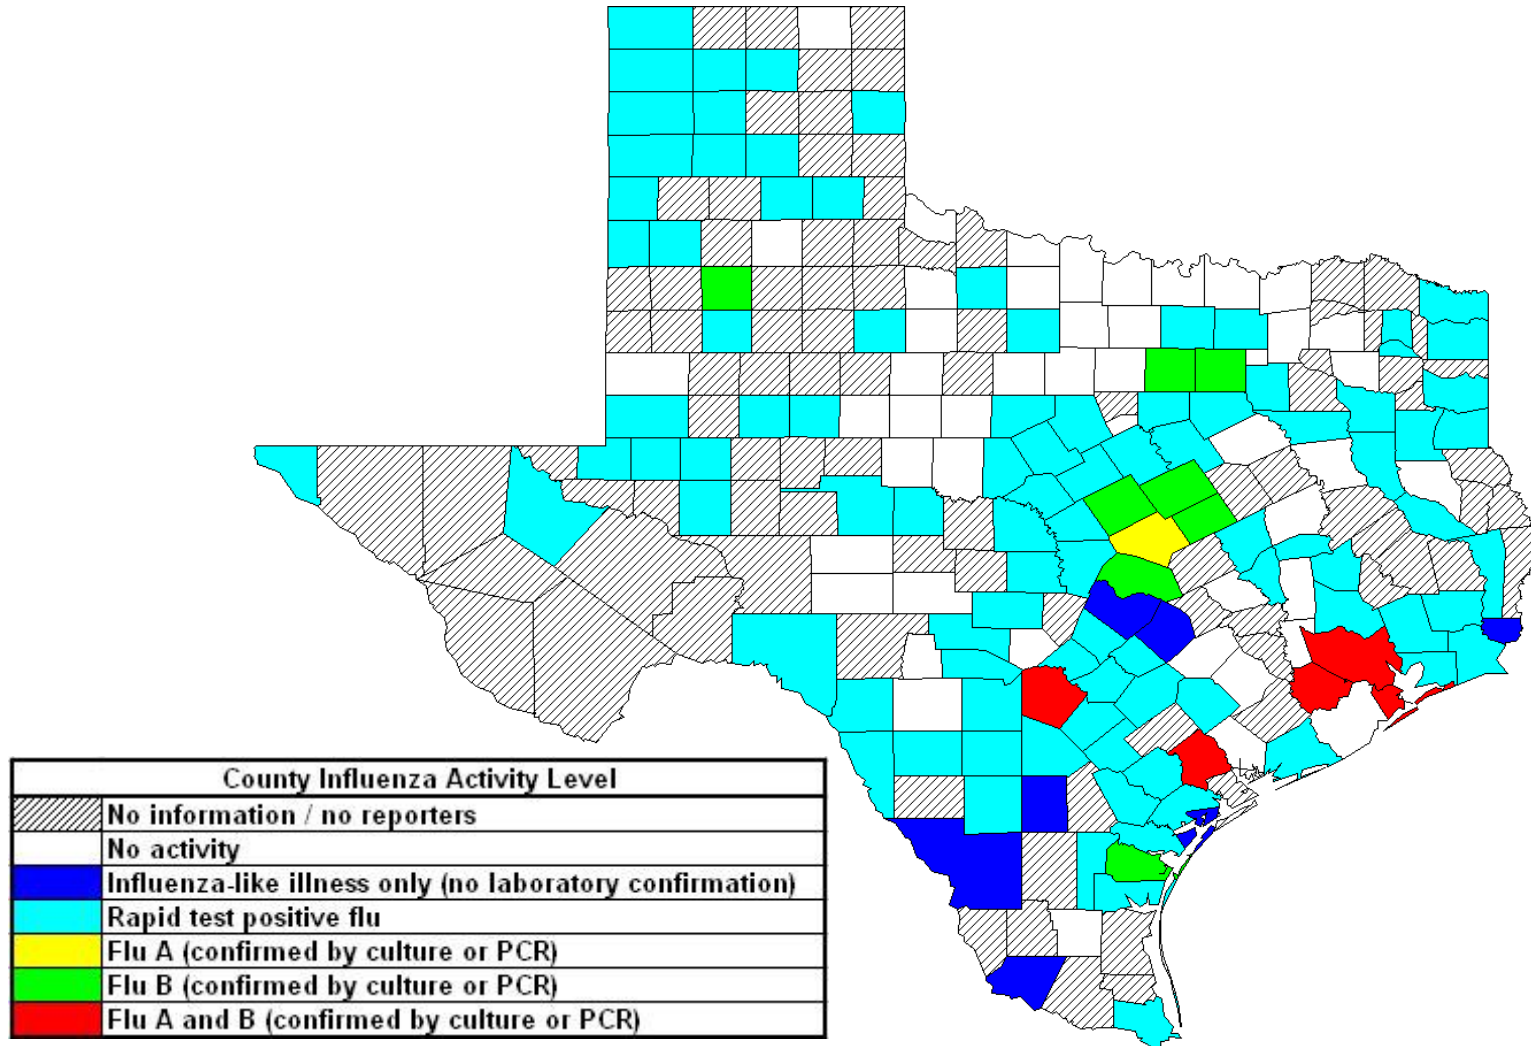 County Influenza Activity Level
No information / no reporters
No activity
Influenza-like illness only (no laboratory confirmation)
Rapid test positive flu
Flu A (confirmed by culture or PCR)
Flu B (confirmed by culture or PCR)
Flu A and B (confirmed by culture or PCR)